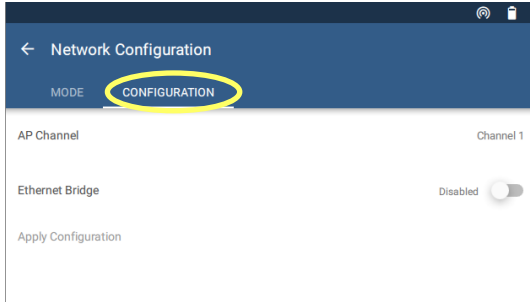 Network Configuration
MODE CONFIGURATION
AP Channel Channel 1
Ethernet Bridge Disabled
Apply Configuration